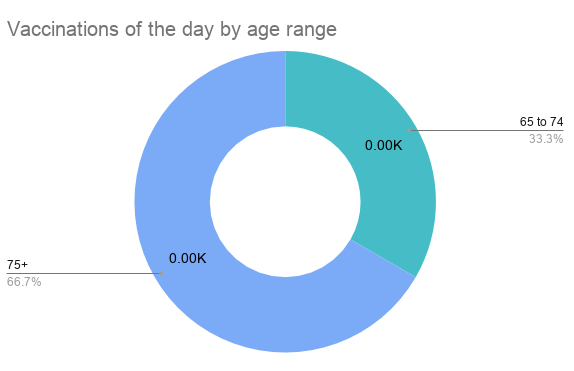 Vaccinations of the day by age range
65 to 74
33.3%
0.00K
0.00K
75+
66.7%